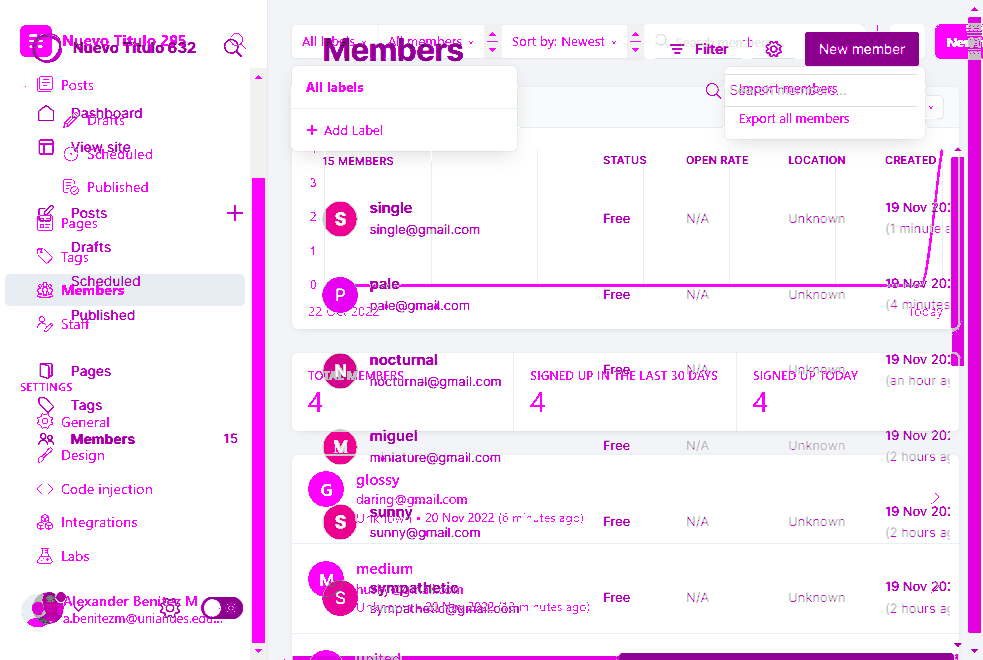 Nuevo Titulo 295
Nuevo Titulo 632
Posts
Dashboard
Drafts
View site
Scheduled
Published
Posts
Pages
Drafts
Tags
Scheduled
Members
Published
Staff
Pages
SETTINGS
Tags
General
Members 15
Design
Code injection
Integrations
Labs
Alexander Benitez M
a.benitezm@uniandes.edu...
All labels
All members
Sort by: Newest
Members
Filter
New member
All labels
+ Add Label
Search members...
Import members
Export all members
15 MEMBERS STATUS OPEN RATE LOCATION CREATED
3
2
1
0
22 Oct 2022
Today
single
single@gmail.com
Free N/A Unknown 19 Nov 202
(1 minute a
pale
pale@gmail.com
Free N/A Unknown 19 Nov 202
(4 minutes
nocturnal
nocturnal@gmail.com
Free N/A Unknown 19 Nov 202
(an hour ag
TOTAL MEMBERS
4
SIGNED UP IN THE LAST 30 DAYS
4
SIGNED UP TODAY
4
M
miguel
miniature@gmail.com
Free N/A Unknown 19 Nov 202
(2 hours ag
G
glossy
daring@gmail.com
Unknown • 20 Nov 2022 (6 minutes ago)
S
sunny
sunny@gmail.com
Free N/A Unknown 19 Nov 202
(2 hours ag
M
medium
S
sympathetic
sympathetic@gmail.com
Free N/A Unknown 19 Nov 202
(2 hours ag
united